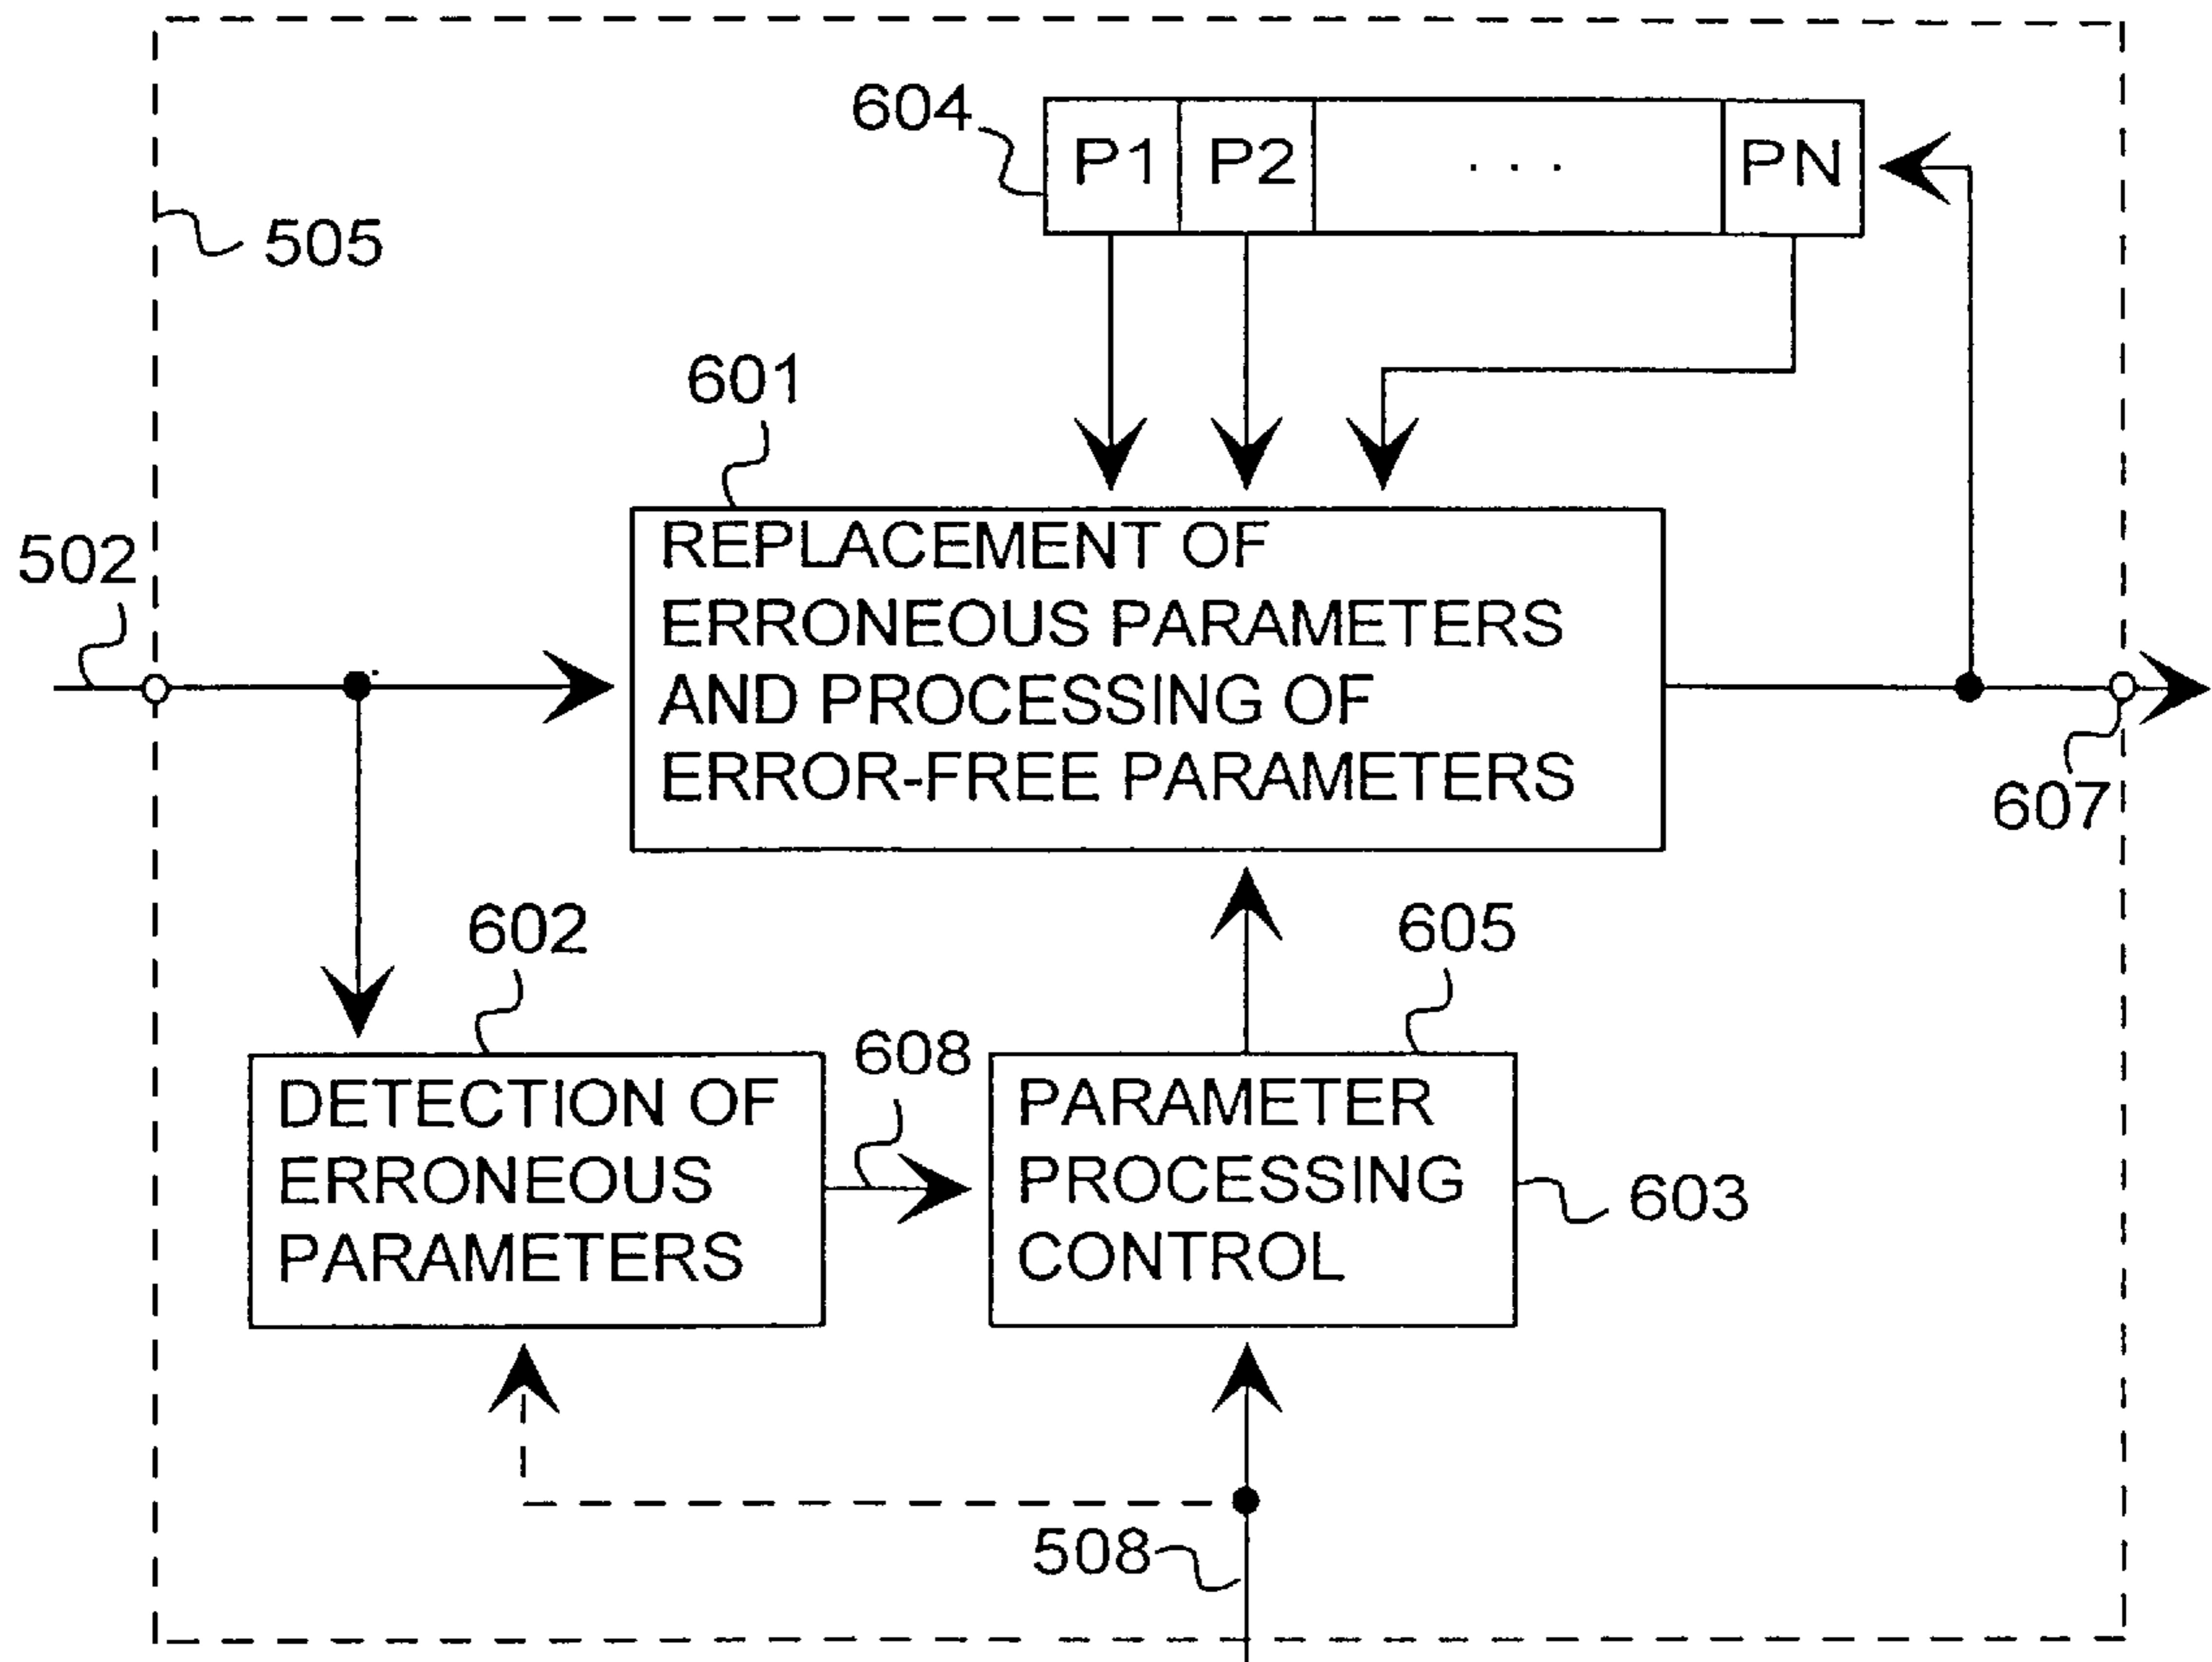 604
P1 P2 . . . PN
505
601
502
REPLACEMENT OF
ERRONEOUS PARAMETERS
AND PROCESSING OF
ERROR-FREE PARAMETERS
607
602
605
608
DETECTION OF
ERRONEOUS
PARAMETERS
PARAMETER
PROCESSING
CONTROL
603
508